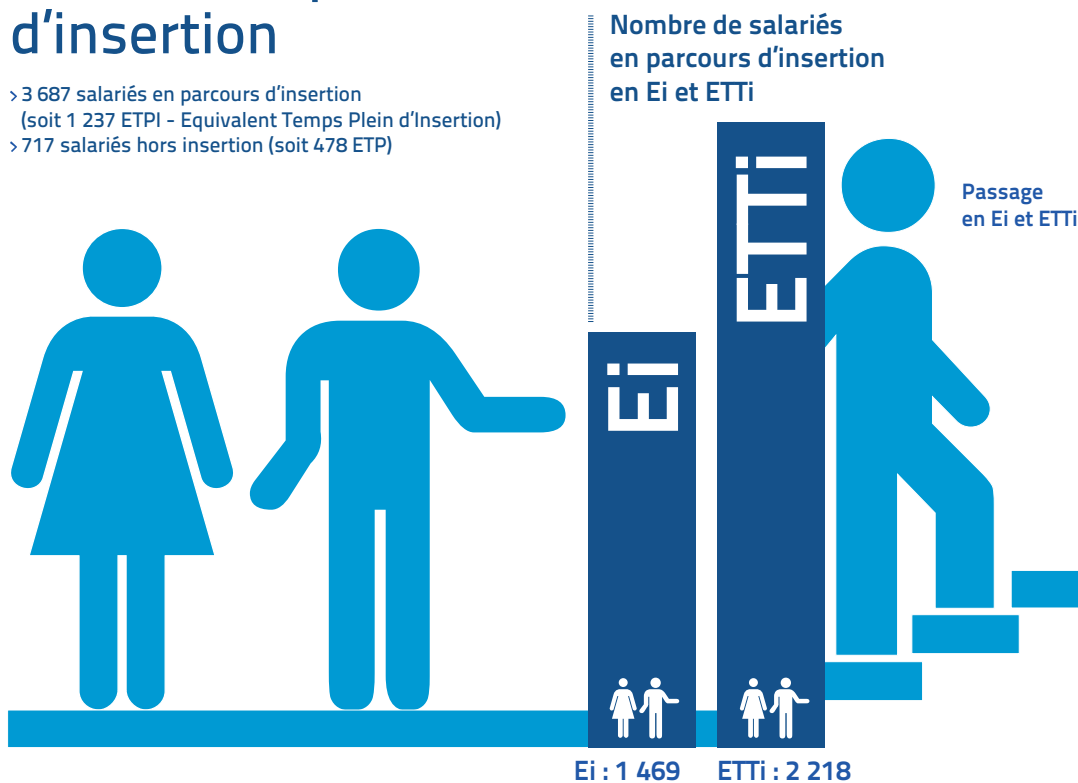 d’insertion
> 3 687 salariés en parcours d’insertion
(soit 1 237 ETPI - Equivalent Temps Plein d’Insertion)
> 717 salariés hors insertion (soit 478 ETP)
Nombre de salariés
en parcours d’insertion
en Ei et ETTi
Passage
en Ei et ETTi
Ei
ETTi
Ei : 1 469
ETTi : 2 218